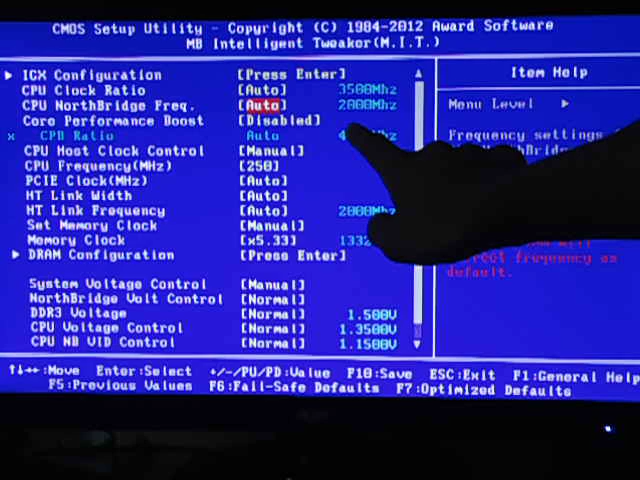 CMOS Setup Utility - Copyright (C) 1984-2012 Award Software
MB Intelligent Tweaker(M.I.T.)
▶ IGX Configuration [Press Enter]
CPU Clock Ratio [Auto] 3500Mhz
CPU NorthBridge Freq. [Auto] 2000Mhz
Core Performance Boost [Disabled]
x CPB Ratio Auto
CPU Host Clock Control [Manual]
CPU Frequency(MHz) [250]
PCIE Clock(MHz) [Auto]
HT Link Width [Auto]
HT Link Frequency [Auto] 2000Mhz
Set Memory Clock [Manual]
Memory Clock [x5.33] 1332
▶ DRAM Configuration [Press Enter]
System Voltage Control [Manual]
NorthBridge Volt Control [Normal]
DDR3 Voltage [Normal] 1.500V
CPU Voltage Control [Normal] 1.3500V
CPU NB VID Control [Normal] 1.1500V
Item Help
Menu Level ▶
Frequency settings
frequency as
default.
↑↓→←:Move Enter:Select +/-/PU/PD:Value F10:Save ESC:Exit F1:General Help
F5:Previous Values F6:Fail-Safe Defaults F7:Optimized Defaults